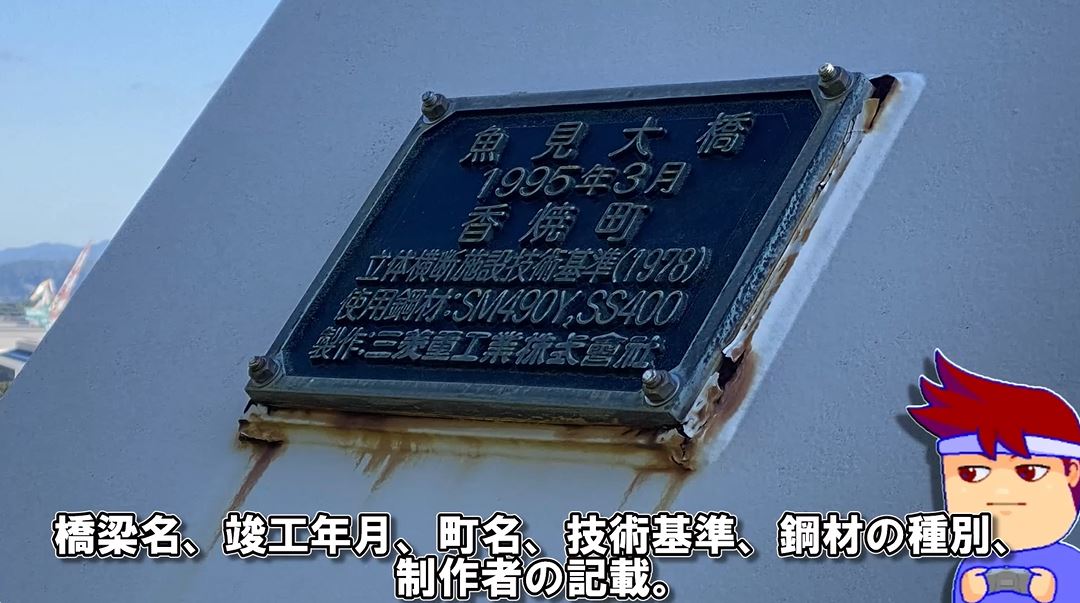 魚見大橋
1995年3月
香焼町
立体横断施設技術基準(1978)
使用鋼材:SM490Y,SS400
製作:三菱重工業株式會社
橋梁名、竣工年月、町名、技術基準、鋼材の種別、
制作者の記載。